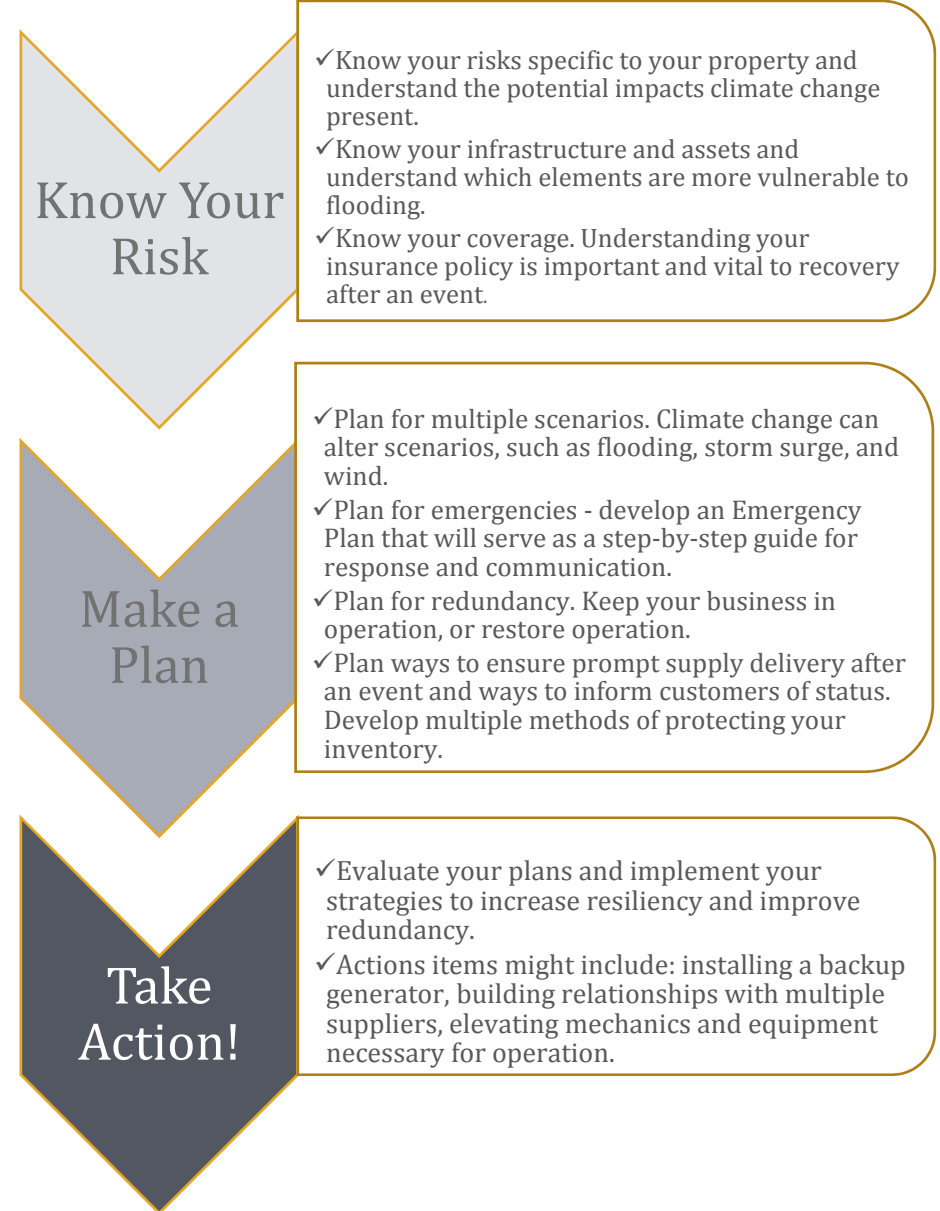 Know Your
Risk
✓Know your risks specific to your property and
understand the potential impacts climate change
present.
✓Know your infrastructure and assets and
understand which elements are more vulnerable to
flooding.
✓Know your coverage. Understanding your
insurance policy is important and vital to recovery
after an event.
Make a
Plan
✓Plan for multiple scenarios. Climate change can
alter scenarios, such as flooding, storm surge, and
wind.
✓Plan for emergencies - develop an Emergency
Plan that will serve as a step-by-step guide for
response and communication.
✓Plan for redundancy. Keep your business in
operation, or restore operation.
✓Plan ways to ensure prompt supply delivery after
an event and ways to inform customers of status.
Develop multiple methods of protecting your
inventory.
Take
Action!
✓Evaluate your plans and implement your
strategies to increase resiliency and improve
redundancy.
✓Actions items might include: installing a backup
generator, building relationships with multiple
suppliers, elevating mechanics and equipment
necessary for operation.